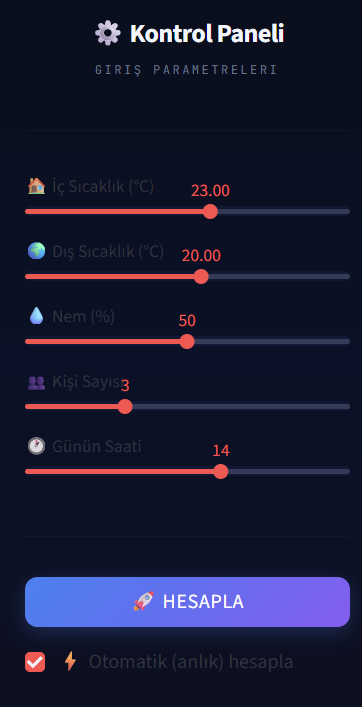 Kontrol Paneli
GIRIŞ PARAMETRELERI
İç Sıcaklık (°C)
23.00
Dış Sıcaklık (°C)
20.00
Nem (%)
50
Kişi Sayısı
3
Günün Saati
14
HESAPLA
Otomatik (anlık) hesapla